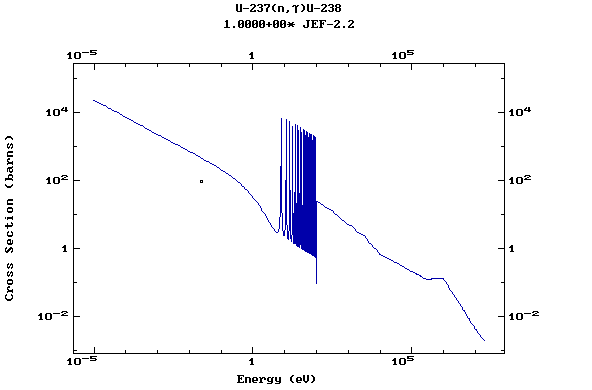 U-237(n,γ)U-238
1.0000+00* JEF-2.2
10⁻⁵ 1 10⁵
10⁴ 10⁴
10² 10²
1 1
10⁻² 10⁻²
10⁻⁵ 1 10⁵
Cross Section (barns)
Energy (eV)